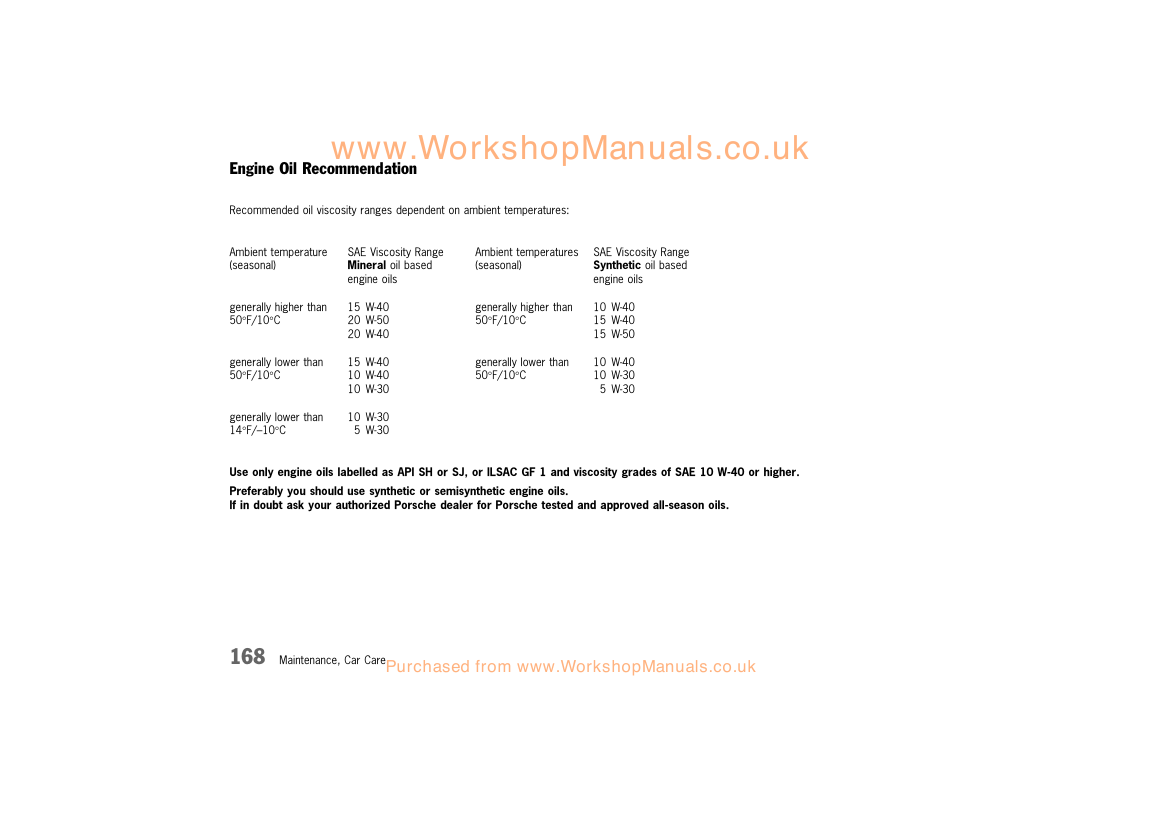 www.WorkshopManuals.co.uk
Engine Oil Recommendation
Recommended oil viscosity ranges dependent on ambient temperatures:
Ambient temperature SAE Viscosity Range Ambient temperatures SAE Viscosity Range
(seasonal) Mineral oil based (seasonal) Synthetic oil based
engine oils engine oils
generally higher than 15 W-40 generally higher than 10 W-40
50°F/10°C 20 W-50 50°F/10°C 15 W-40
20 W-40 15 W-50
generally lower than 15 W-40 generally lower than 10 W-40
50°F/10°C 10 W-40 50°F/10°C 10 W-30
10 W-30 5 W-30
generally lower than 10 W-30
14°F/–10°C 5 W-30
Use only engine oils labelled as API SH or SJ, or ILSAC GF 1 and viscosity grades of SAE 10 W-40 or higher.
Preferably you should use synthetic or semisynthetic engine oils.
If in doubt ask your authorized Porsche dealer for Porsche tested and approved all-season oils.
168 Maintenance, Car Care
Purchased from www.WorkshopManuals.co.uk